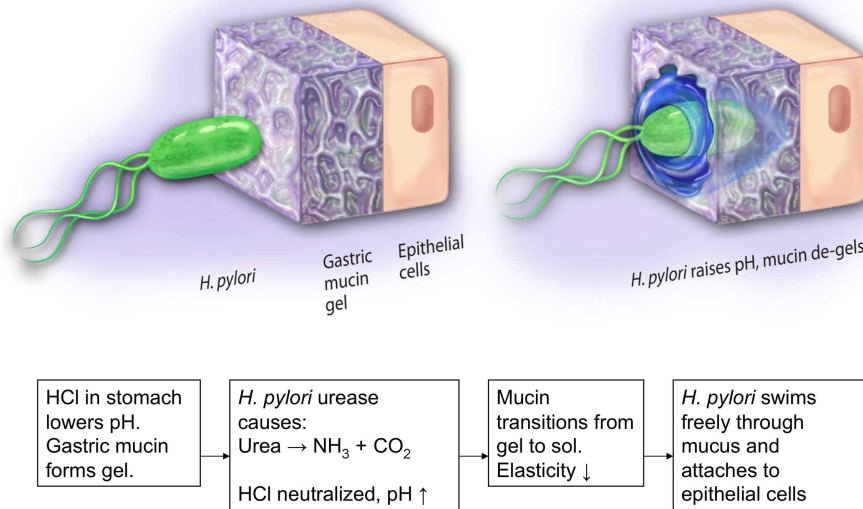 H. pylori
Gastric
mucin
gel
Epithelial
cells
H. pylori raises pH, mucin de-gels
HCl in stomach
lowers pH.
Gastric mucin
forms gel.
H. pylori urease
causes:
Urea → NH₃ + CO₂
HCl neutralized, pH ↑
Mucin
transitions from
gel to sol.
Elasticity ↓
H. pylori swims
freely through
mucus and
attaches to
epithelial cells